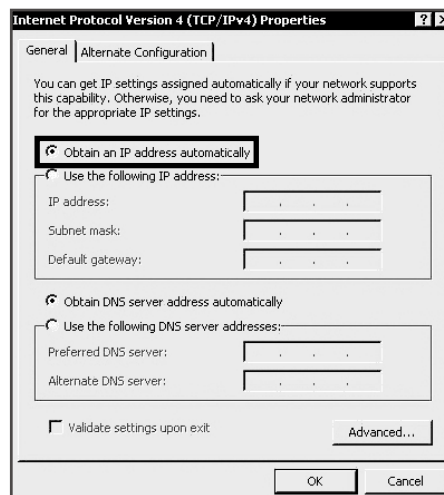 Internet Protocol Version 4 (TCP/IPv4) Properties
General
Alternate Configuration
You can get IP settings assigned automatically if your network supports
this capability. Otherwise, you need to ask your network administrator
for the appropriate IP settings.
Obtain an IP address automatically
Use the following IP address:
IP address:
Subnet mask:
Default gateway:
Obtain DNS server address automatically
Use the following DNS server addresses:
Preferred DNS server:
Alternate DNS server:
Validate settings upon exit
Advanced...
OK
Cancel